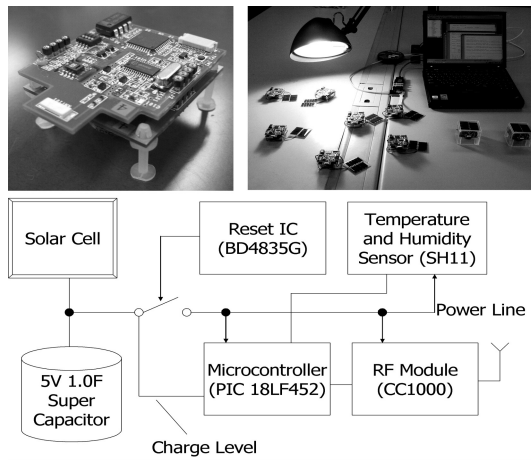 Solar Cell
Reset IC
(BD4835G)
Temperature
and Humidity
Sensor (SH11)
Power Line
5V 1.0F
Super
Capacitor
Microcontroller
(PIC 18LF452)
RF Module
(CC1000)
Charge Level